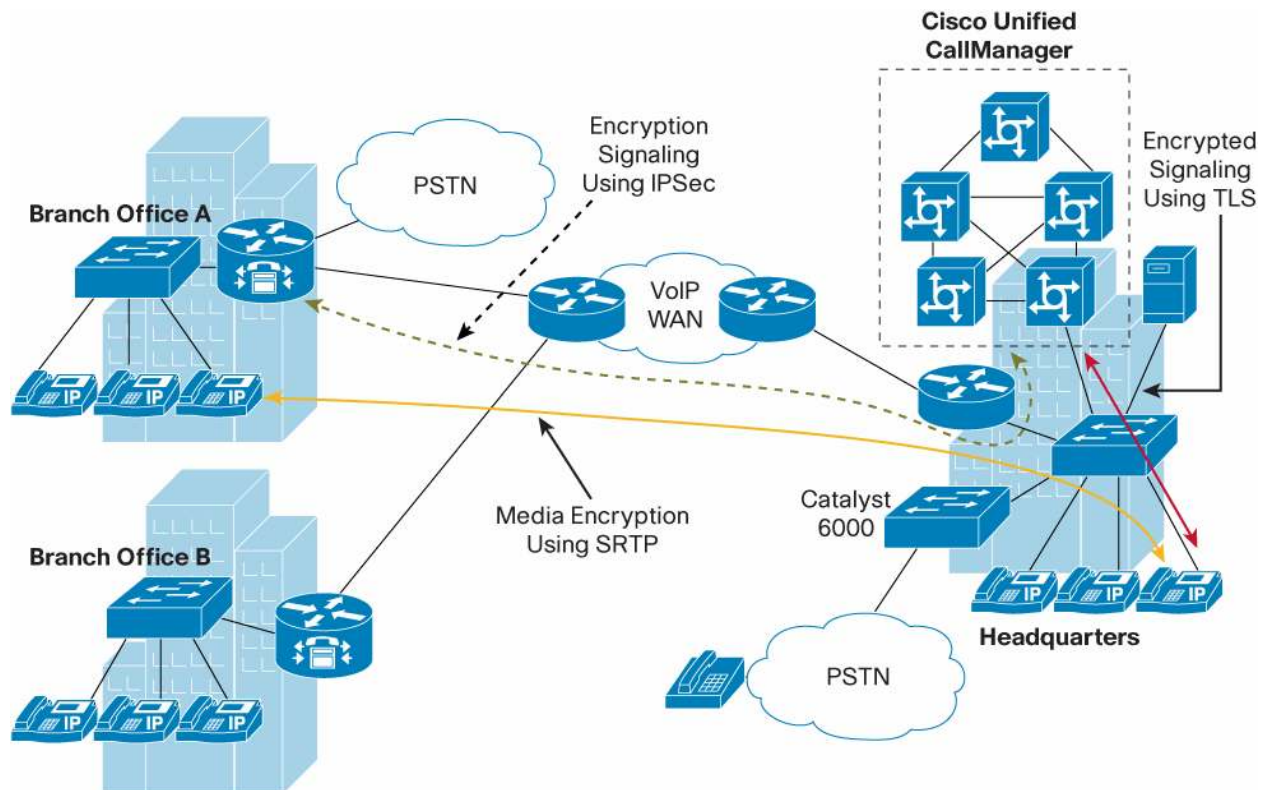 Cisco Unified
CallManager
Encryption
Signaling
Using IPSec
Encrypted
Signaling
Using TLS
PSTN
Branch Office A
VoIP
WAN
IP
IP
IP
Media Encryption
Using SRTP
Catalyst
6000
Branch Office B
IP
IP
IP
Headquarters
PSTN
IP
IP
IP